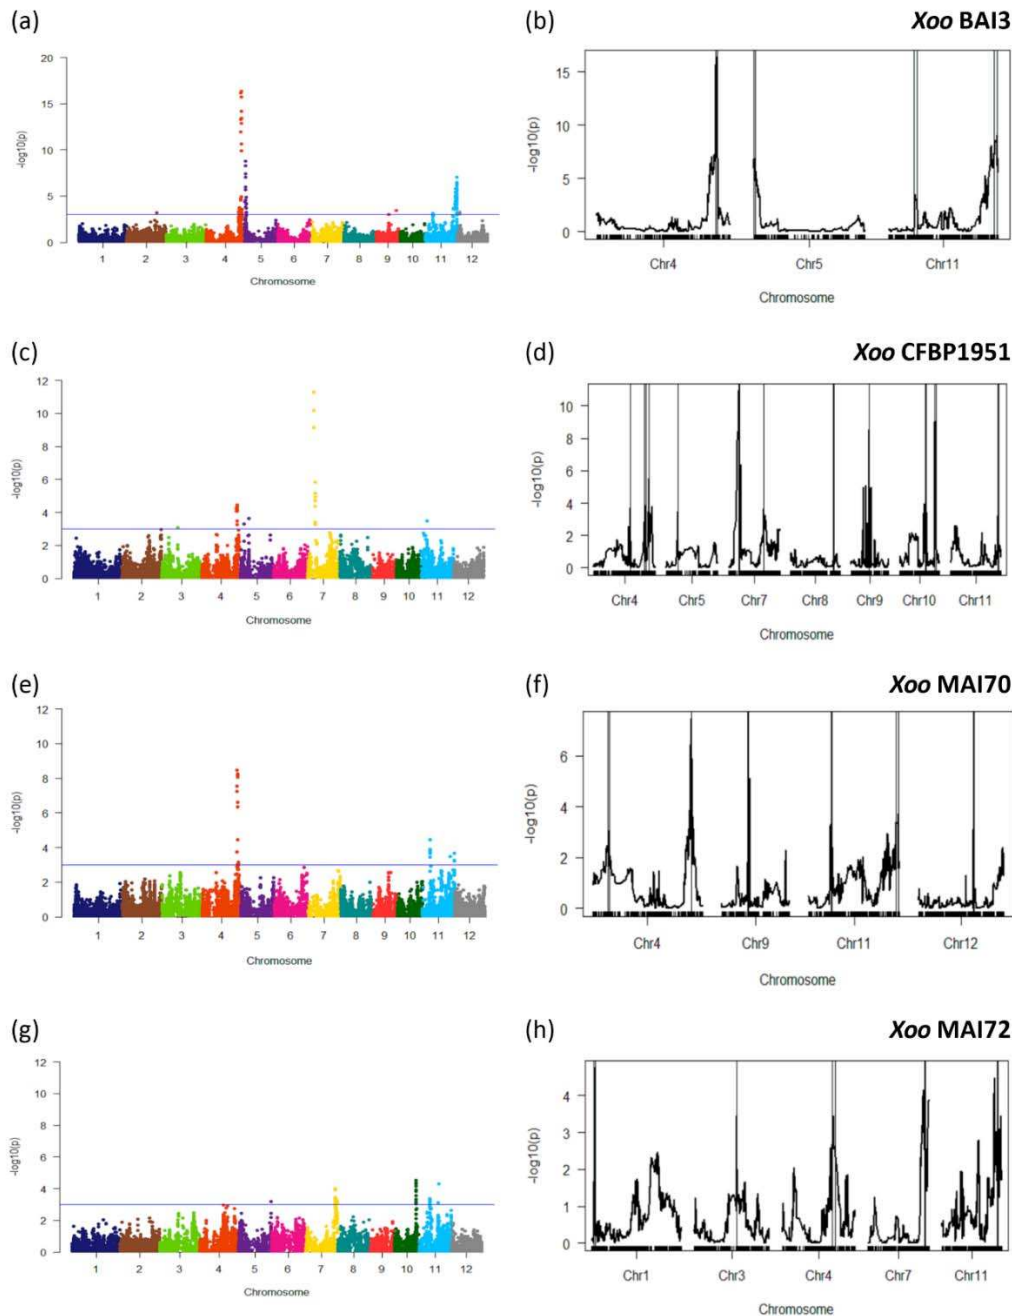 (a)
20
15
10
5
0
-log10(p)
1 2 3 4 5 6 7 8 9 10 11 12
Chromosome
(b)
Xoo BAI3
15
10
5
0
-log10(p)
Chr4 Chr5 Chr11
Chromosome
(c)
12
10
8
6
4
2
0
-log10(p)
1 2 3 4 5 6 7 8 9 10 11 12
Chromosome
(d)
Xoo CFBP1951
10
8
6
4
2
0
-log10(p)
Chr4 Chr5 Chr7 Chr8 Chr9 Chr10 Chr11
Chromosome
(e)
12
10
8
6
4
2
0
-log10(p)
1 2 3 4 5 6 7 8 9 10 11 12
Chromosome
(f)
Xoo MAI70
6
4
2
0
-log10(p)
Chr4 Chr9 Chr11 Chr12
Chromosome
(g)
12
10
8
6
4
2
0
-log10(p)
1 2 3 4 5 6 7 8 9 10 11 12
Chromosome
(h)
Xoo MAI72
4
3
2
1
0
-log10(p)
Chr1 Chr3 Chr4 Chr7 Chr11
Chromosome